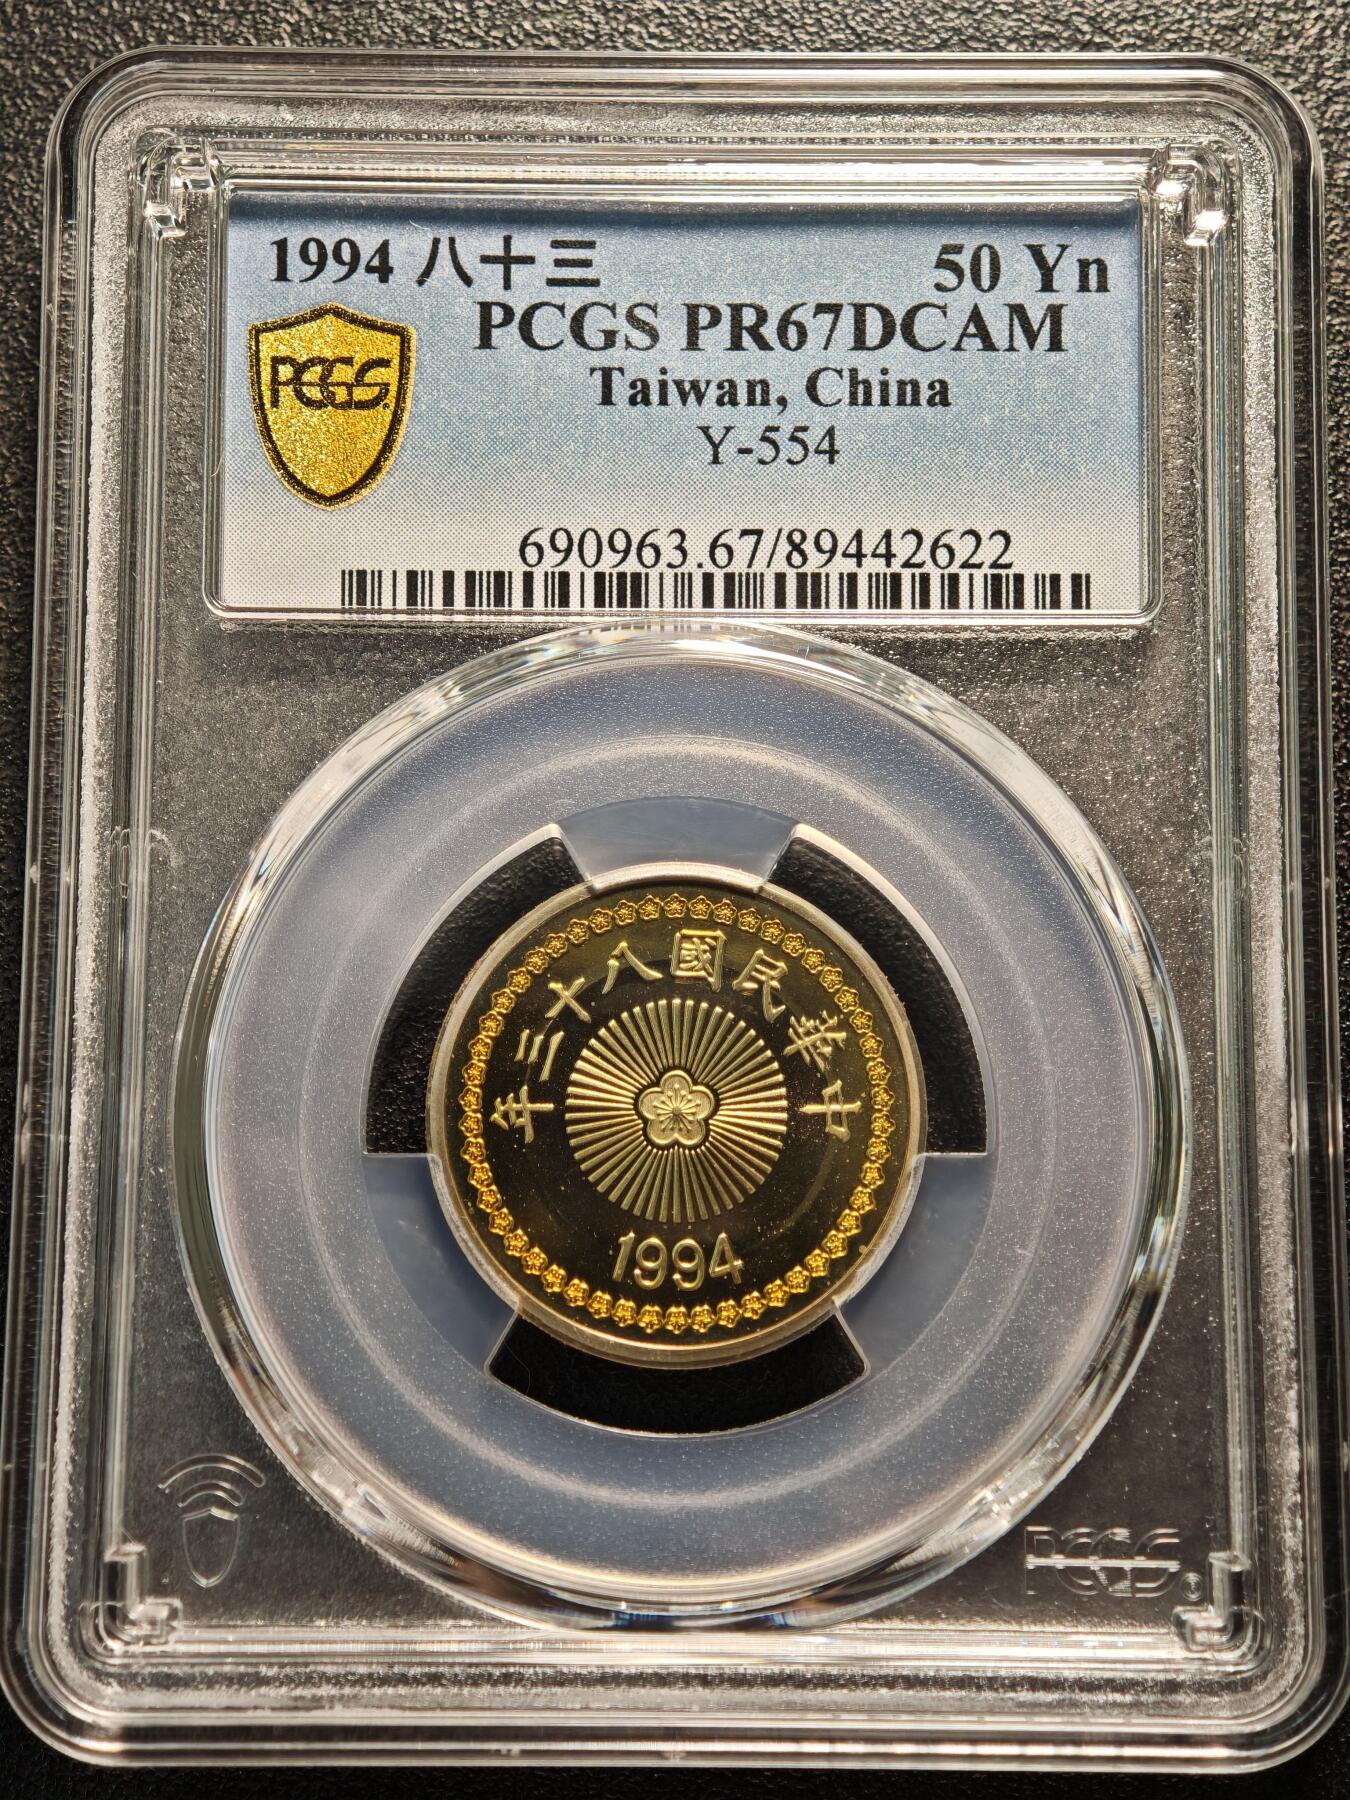 1994 八十三 50 Yn
PCGS PR67DCAM
PCGS
Taiwan, China
Y-554
690963.67/89442622
年三十八國民華中
1994
PCGS